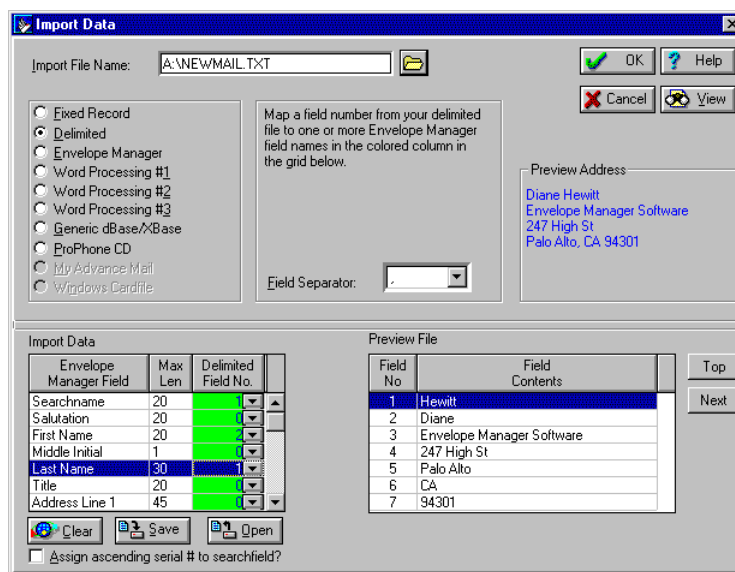 Import Data
Import File Name: A:\NEWMAIL.TXT
OK
Help
Cancel
View
Fixed Record
Delimited
Envelope Manager
Word Processing #1
Word Processing #2
Word Processing #3
Generic dBase/XBase
ProPhone CD
My Advance Mail
Windows Cardfile
Map a field number from your delimited
file to one or more Envelope Manager
field names in the colored column in
the grid below.
Field Separator: ,
Preview Address
Diane Hewitt
Envelope Manager Software
247 High St
Palo Alto, CA 94301
Import Data
Envelope Manager Field Max Len Delimited Field No.
Searchname 20 1
Salutation 20 0
First Name 20 2
Middle Initial 1 0
Last Name 30 1
Title 20 0
Address Line 1 45 0
Clear
Save
Open
Assign ascending serial # to searchfield?
Preview File
Field No Field Contents
1 Hewitt
2 Diane
3 Envelope Manager Software
4 247 High St
5 Palo Alto
6 CA
7 94301
Top
Next